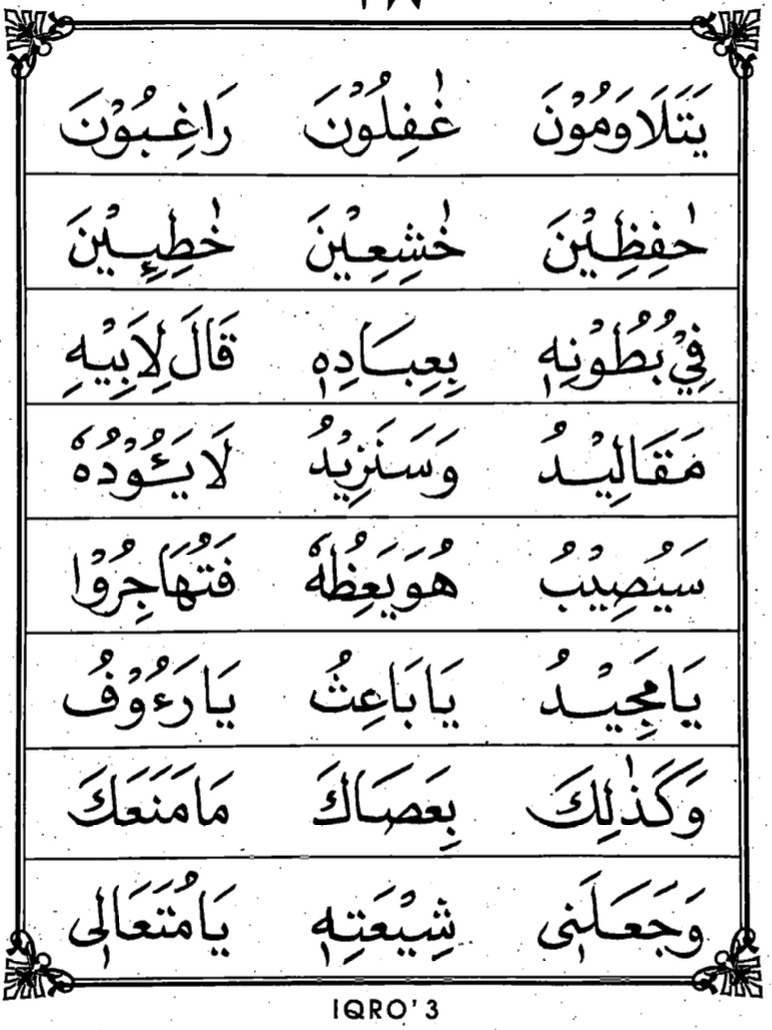 يَتَلَاوَمُوْنَ غٰفِلُوْنَ رَاغِبُوْنَ
حٰفِظِيْنَ خٰشِعِيْنَ خٰطِـِٕيْنَ
فِيْ بُطُوْنِهٖ بِعِبَادِهٖ قَالَ لِاَبِيْهِ
مَقَالِيْدُ وَسَنَزِيْدُ لَا يَئُوْدُهٗ
سَيُصِيْبُ هُوَ يَعِظُهٗ فَتُهَاجِرُوْا
يَا مَجِيْدُ يَا بَاعِثُ يَا رَءُوْفُ
وَكَذٰلِكَ بِعَصَاكَ مَا مَنَعَكَ
وَجَعَلَنِى شِيْعَتِهٖ يَا مُتَعَالِى
IQRO' 3